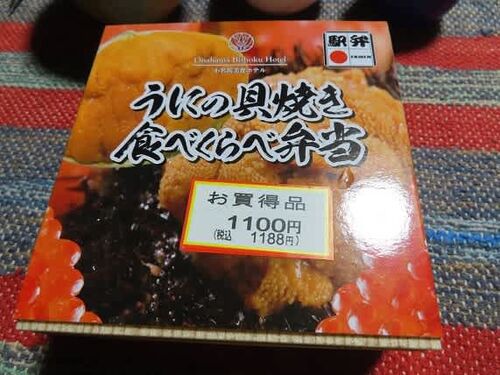 Onahama Bithoku Hotel
小名浜美食ホテル
駅弁
うにの貝焼き
食べくらべ弁当
お買得品
1100円
(税込 1188円)